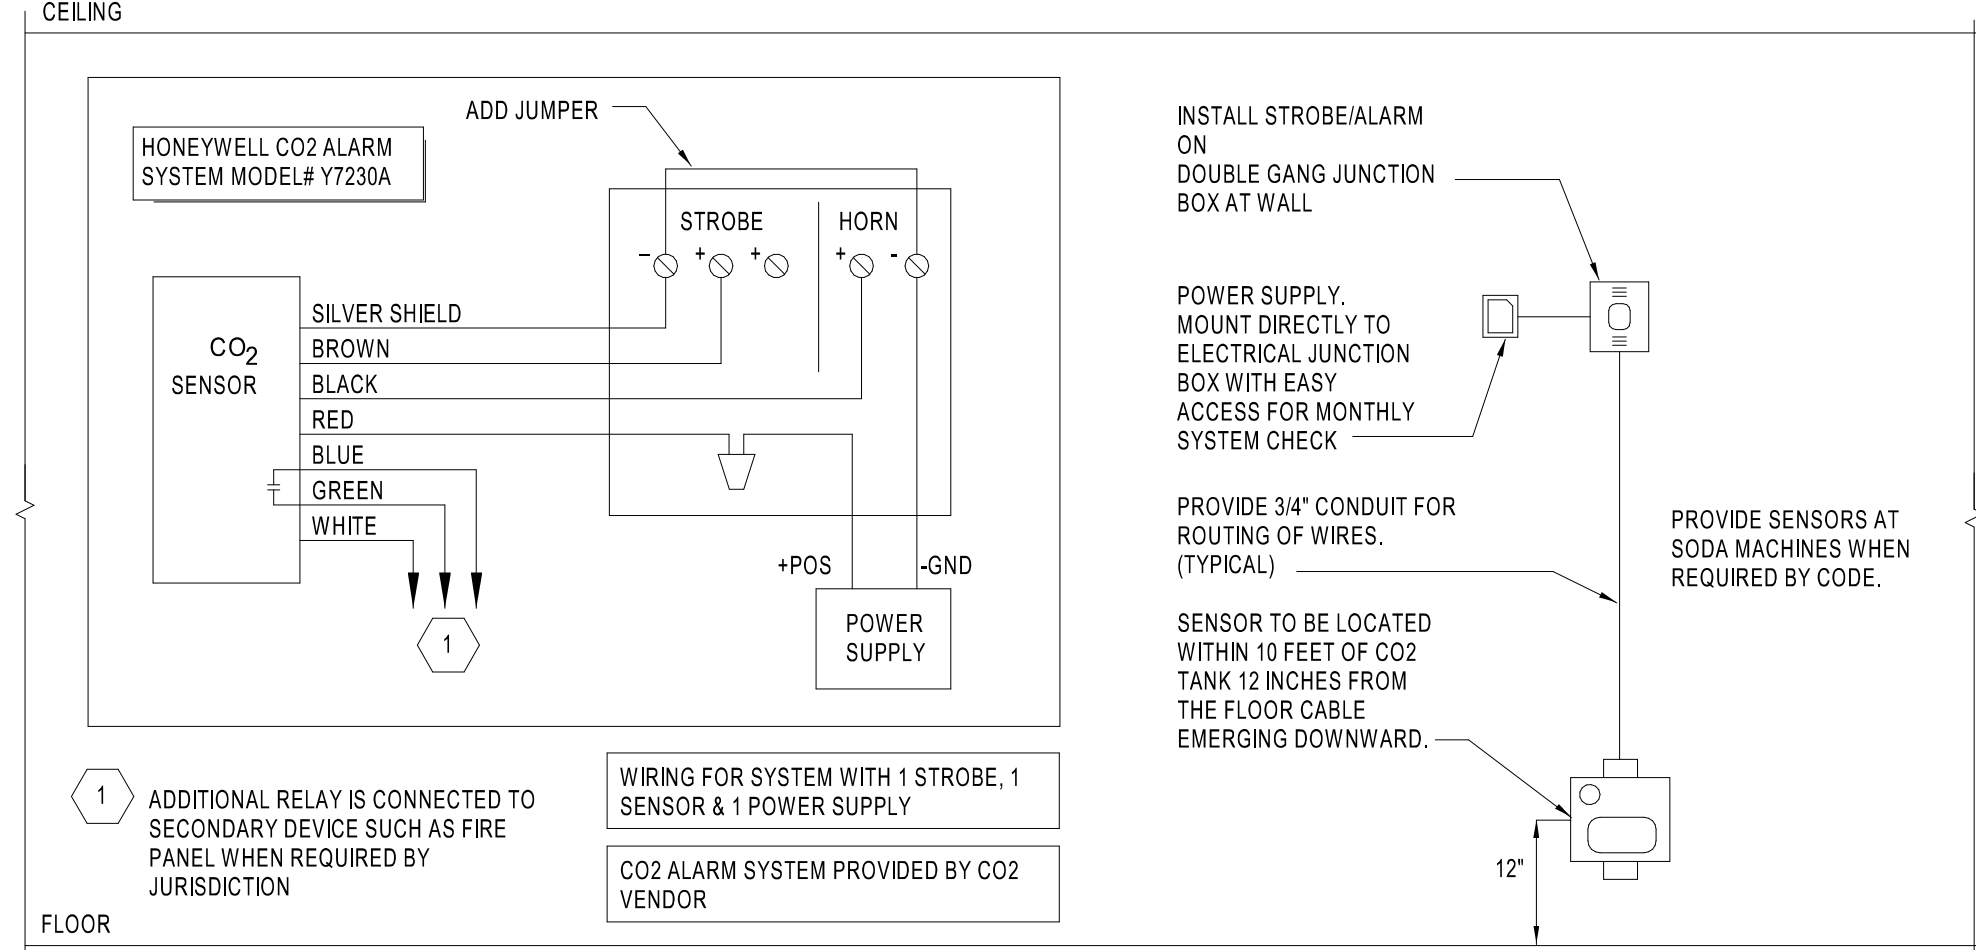 CEILING
ADD JUMPER
HONEYWELL CO2 ALARM
SYSTEM MODEL# Y7230A
STROBE
HORN
− + + + -
CO2
SENSOR
SILVER SHIELD
BROWN
BLACK
RED
BLUE
GREEN
WHITE
+POS
-GND
POWER
SUPPLY
1
1
ADDITIONAL RELAY IS CONNECTED TO
SECONDARY DEVICE SUCH AS FIRE
PANEL WHEN REQUIRED BY
JURISDICTION
WIRING FOR SYSTEM WITH 1 STROBE, 1
SENSOR & 1 POWER SUPPLY
CO2 ALARM SYSTEM PROVIDED BY CO2
VENDOR
FLOOR
INSTALL STROBE/ALARM
ON
DOUBLE GANG JUNCTION
BOX AT WALL
POWER SUPPLY.
MOUNT DIRECTLY TO
ELECTRICAL JUNCTION
BOX WITH EASY
ACCESS FOR MONTHLY
SYSTEM CHECK
PROVIDE 3/4" CONDUIT FOR
ROUTING OF WIRES.
(TYPICAL)
SENSOR TO BE LOCATED
WITHIN 10 FEET OF CO2
TANK 12 INCHES FROM
THE FLOOR CABLE
EMERGING DOWNWARD.
PROVIDE SENSORS AT
SODA MACHINES WHEN
REQUIRED BY CODE.
12"